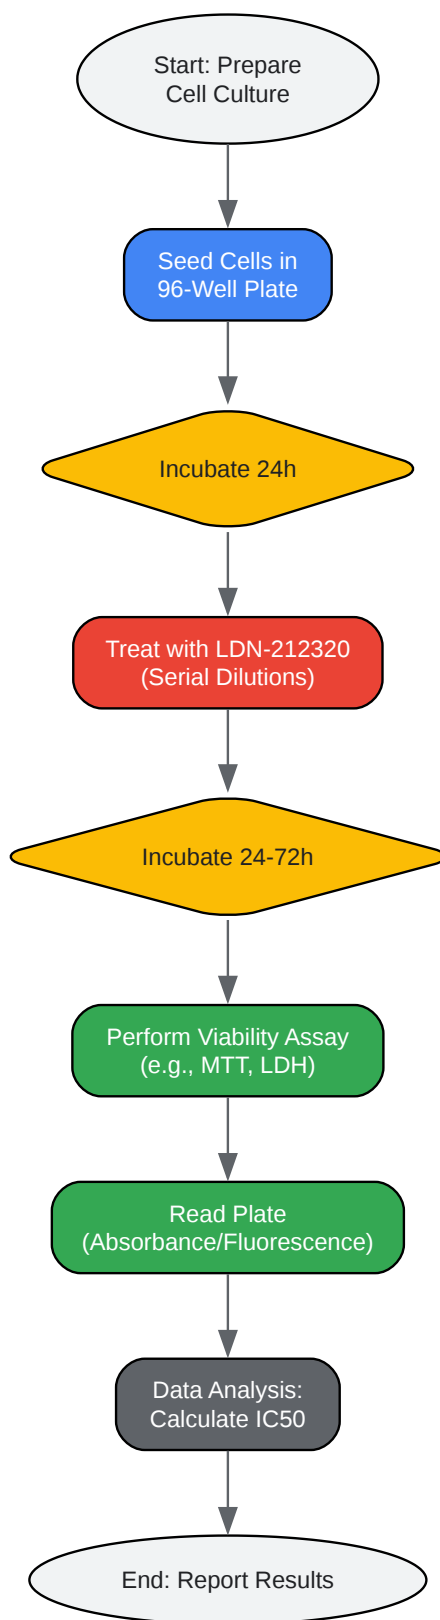 Start: Prepare
Cell Culture
Seed Cells in
96-Well Plate
Incubate 24h
Treat with LDN-212320
(Serial Dilutions)
Incubate 24-72h
Perform Viability Assay
(e.g., MTT, LDH)
Read Plate
(Absorbance/Fluorescence)
Data Analysis:
Calculate IC50
End: Report Results